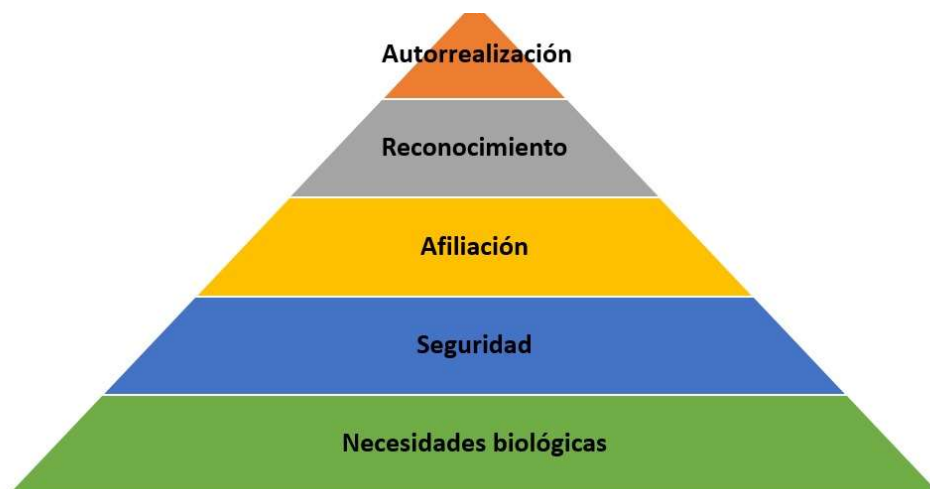 Autorrealización
Reconocimiento
Afiliación
Seguridad
Necesidades biológicas